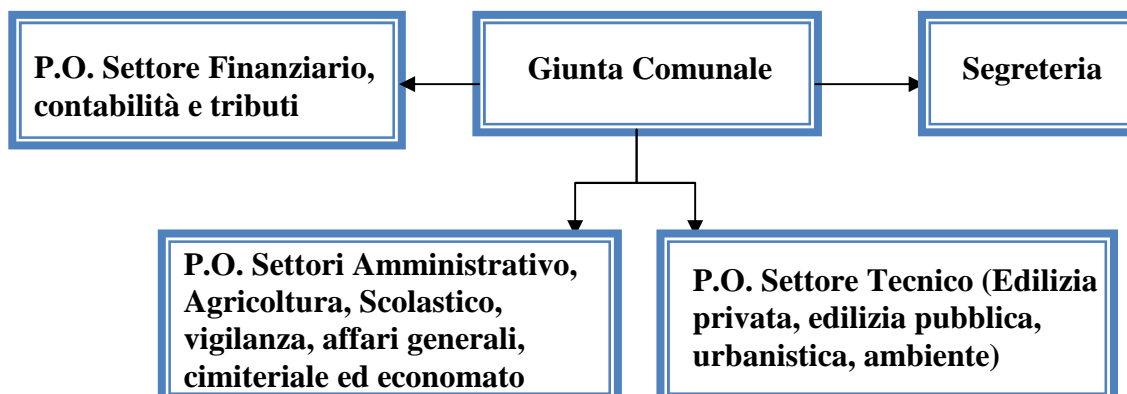 P.O. Settore Finanziario,
contabilità e tributi
Giunta Comunale
Segreteria
P.O. Settori Amministrativo,
Agricoltura, Scolastico,
vigilanza, affari generali,
cimiteriale ed economato
P.O. Settore Tecnico (Edilizia
privata, edilizia pubblica,
urbanistica, ambiente)